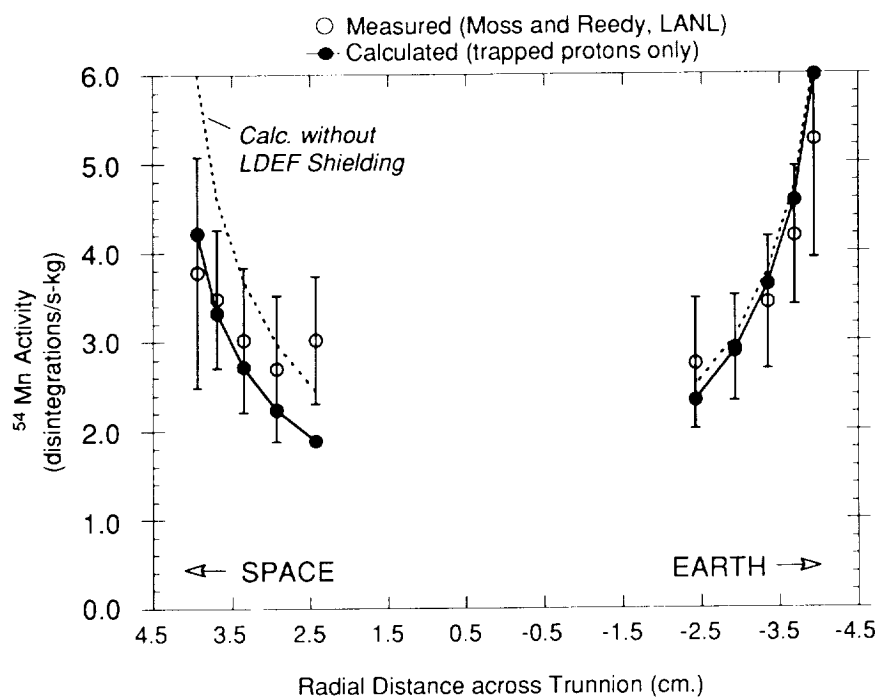 Measured (Moss and Reedy, LANL)
Calculated (trapped protons only)
6.0
5.0
4.0
3.0
2.0
1.0
0.0
54 Mn Activity
(disintegrations/s-kg)
Calc. without
LDEF Shielding
SPACE
EARTH
4.5 3.5 2.5 1.5 0.5 -0.5 -1.5 -2.5 -3.5 -4.5
Radial Distance across Trunnion (cm.)